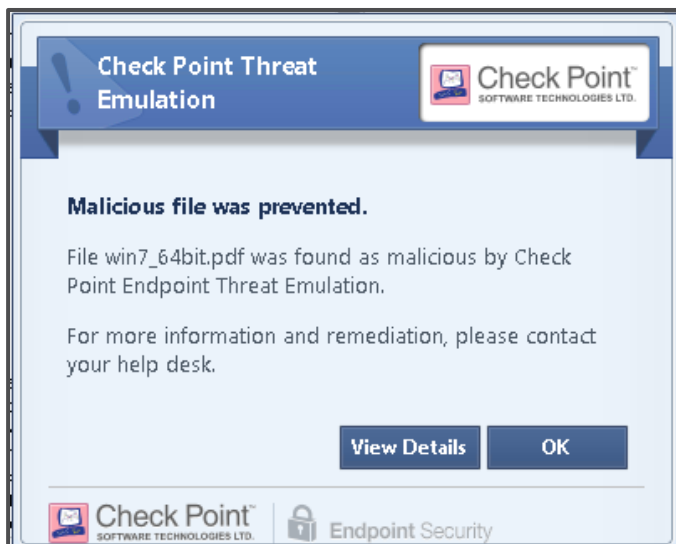 Check Point Threat
Emulation
Check Point™
SOFTWARE TECHNOLOGIES LTD.
Malicious file was prevented.
File win7_64bit.pdf was found as malicious by Check
Point Endpoint Threat Emulation.
For more information and remediation, please contact
your help desk.
View Details
OK
Check Point™
SOFTWARE TECHNOLOGIES LTD.
Endpoint Security